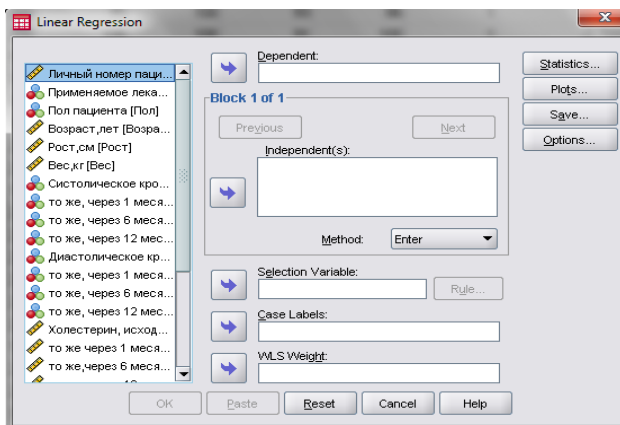 Linear Regression
Личный номер паци...
Применяемое лека...
Пол пациента [Пол]
Возраст,лет [Возра...
Рост,см [Рост]
Вес,кг [Вес]
Систолическое кро...
то же, через 1 меся...
то же, через 6 меся...
то же, через 12 мес...
Диастолическое кр...
то же, через 1 меся...
то же, через 6 меся...
то же, через 12 мес...
Холестерин, исход...
то же через 1 меся...
то же,через 6 меся...
Dependent:
Block 1 of 1
Previous
Next
Independent(s):
Method:
Enter
Selection Variable:
Rule...
Case Labels:
WLS Weight:
Statistics...
Plots...
Save...
Options...
OK
Paste
Reset
Cancel
Help